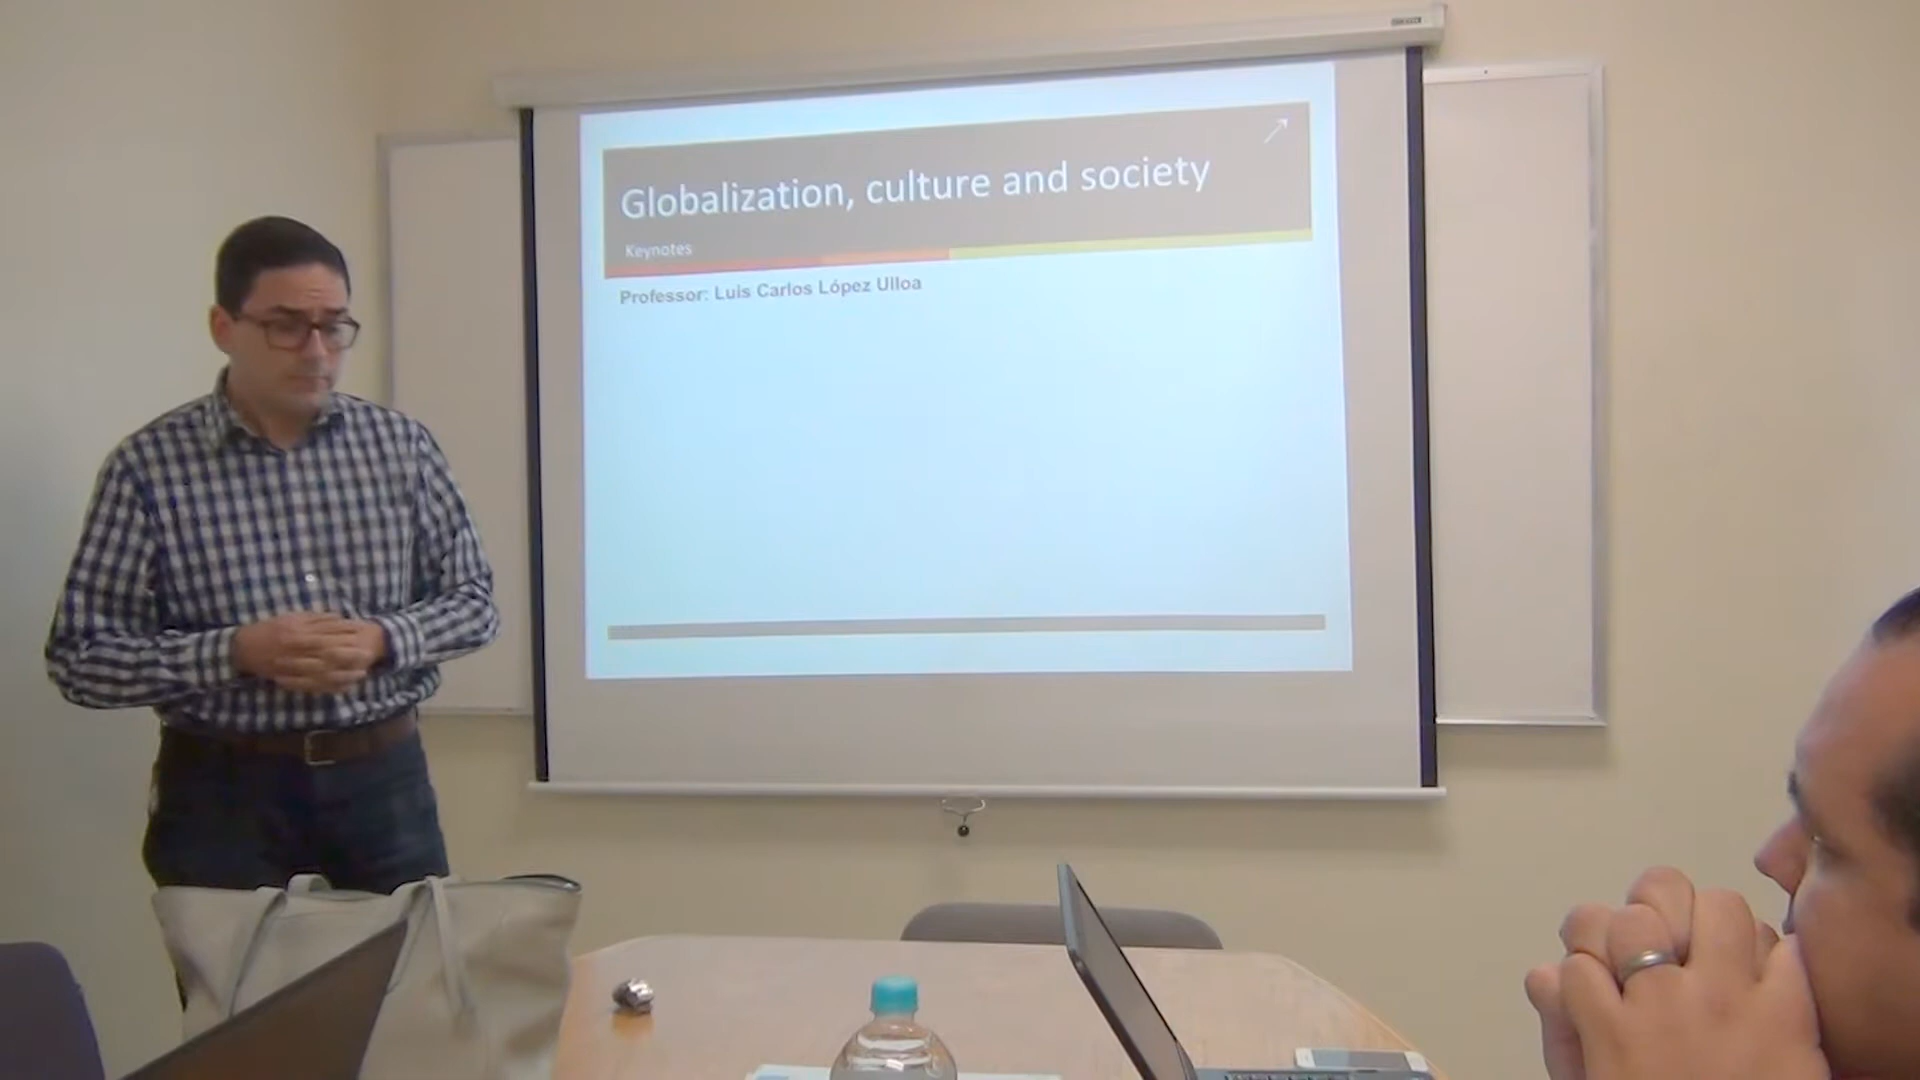 Globalization, culture and society
Keynotes
Professor: Luis Carlos López Ulloa